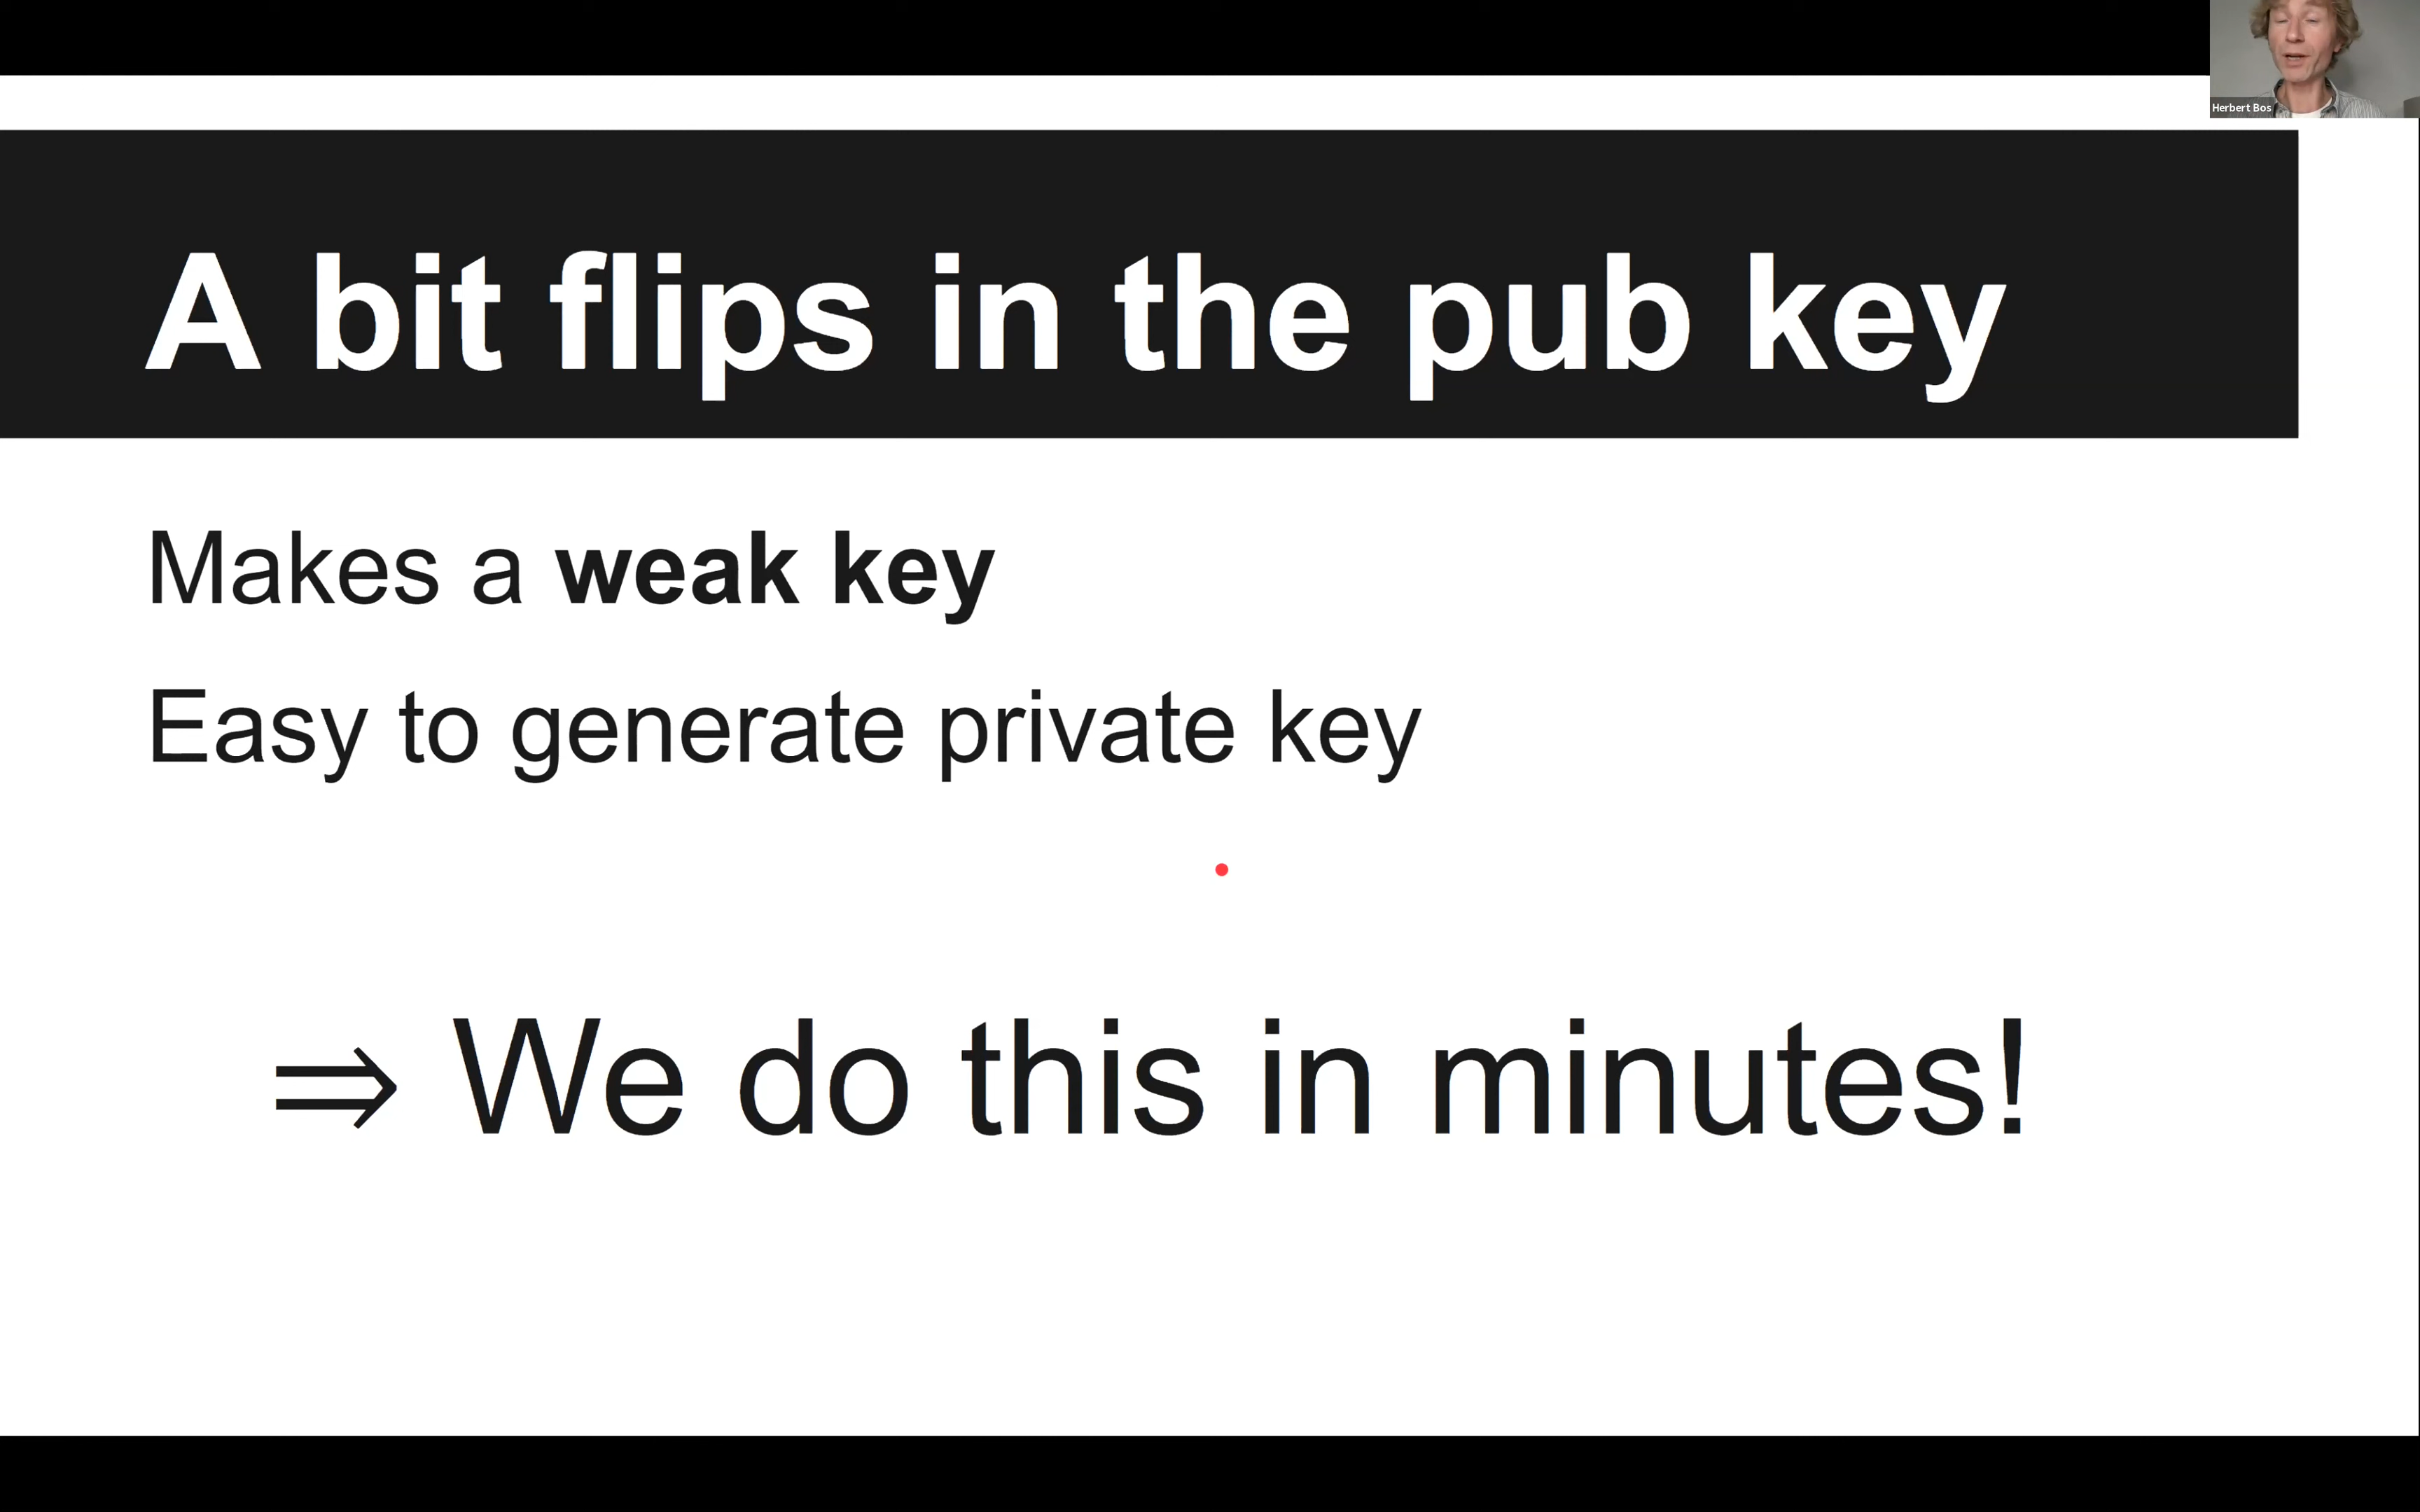 Herbert Bos
A bit flips in the pub key
Makes a weak key
Easy to generate private key
⇒ We do this in minutes!